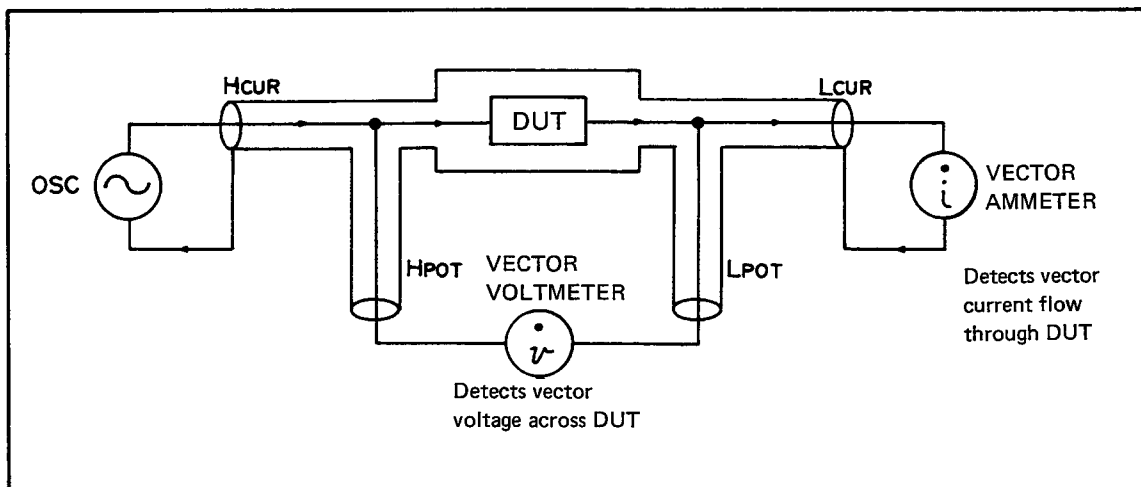 HCUR
LCUR
DUT
OSC
i
VECTOR
AMMETER
HPOT
VECTOR
VOLTMETER
LPOT
v
Detects vector
current flow
through DUT
Detects vector
voltage across DUT